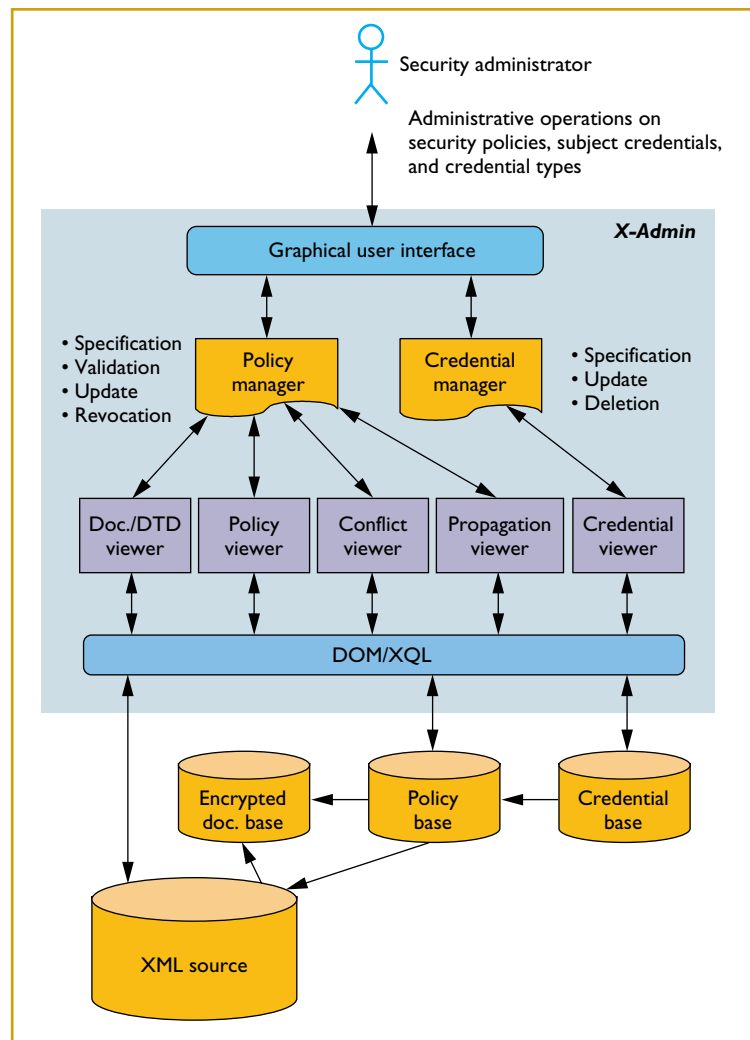 Security administrator
Administrative operations on
security policies, subject credentials,
and credential types
X-Admin
Graphical user interface
• Specification
• Validation
• Update
• Revocation
Policy
manager
Credential
manager
• Specification
• Update
• Deletion
Doc./DTD
viewer
Policy
viewer
Conflict
viewer
Propagation
viewer
Credential
viewer
DOM/XQL
Encrypted
doc. base
Policy
base
Credential
base
XML source